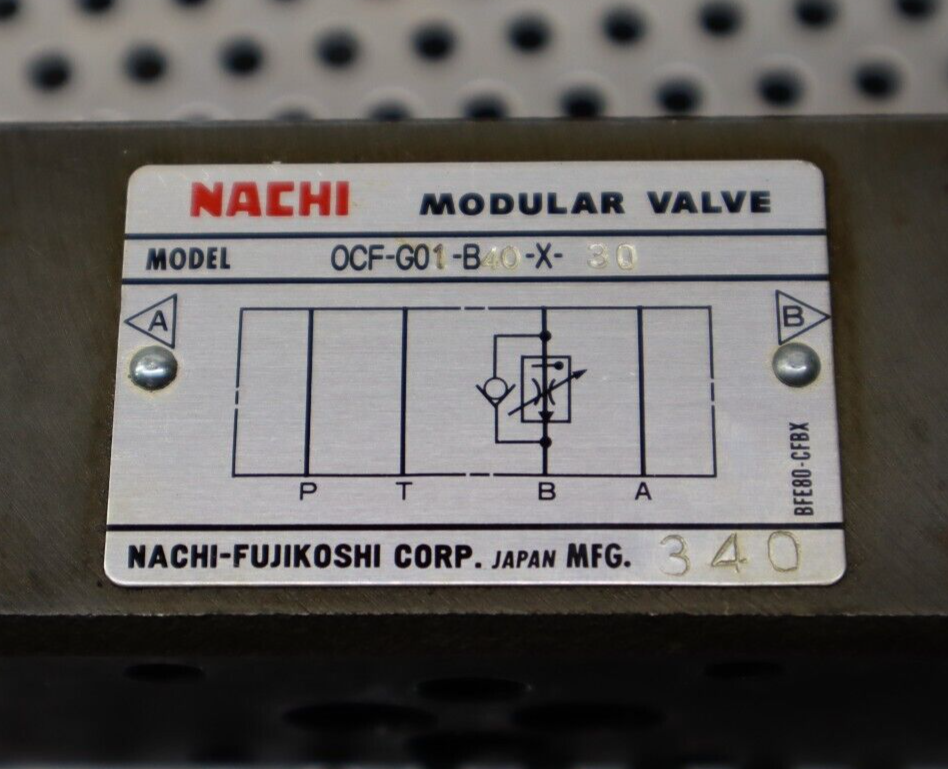 NACHI MODULAR VALVE
MODEL OCF-G01-B40-X-30
A
B
P T B A
BFE80-CFBX
NACHI-FUJIKOSHI CORP. JAPAN MFG. 340